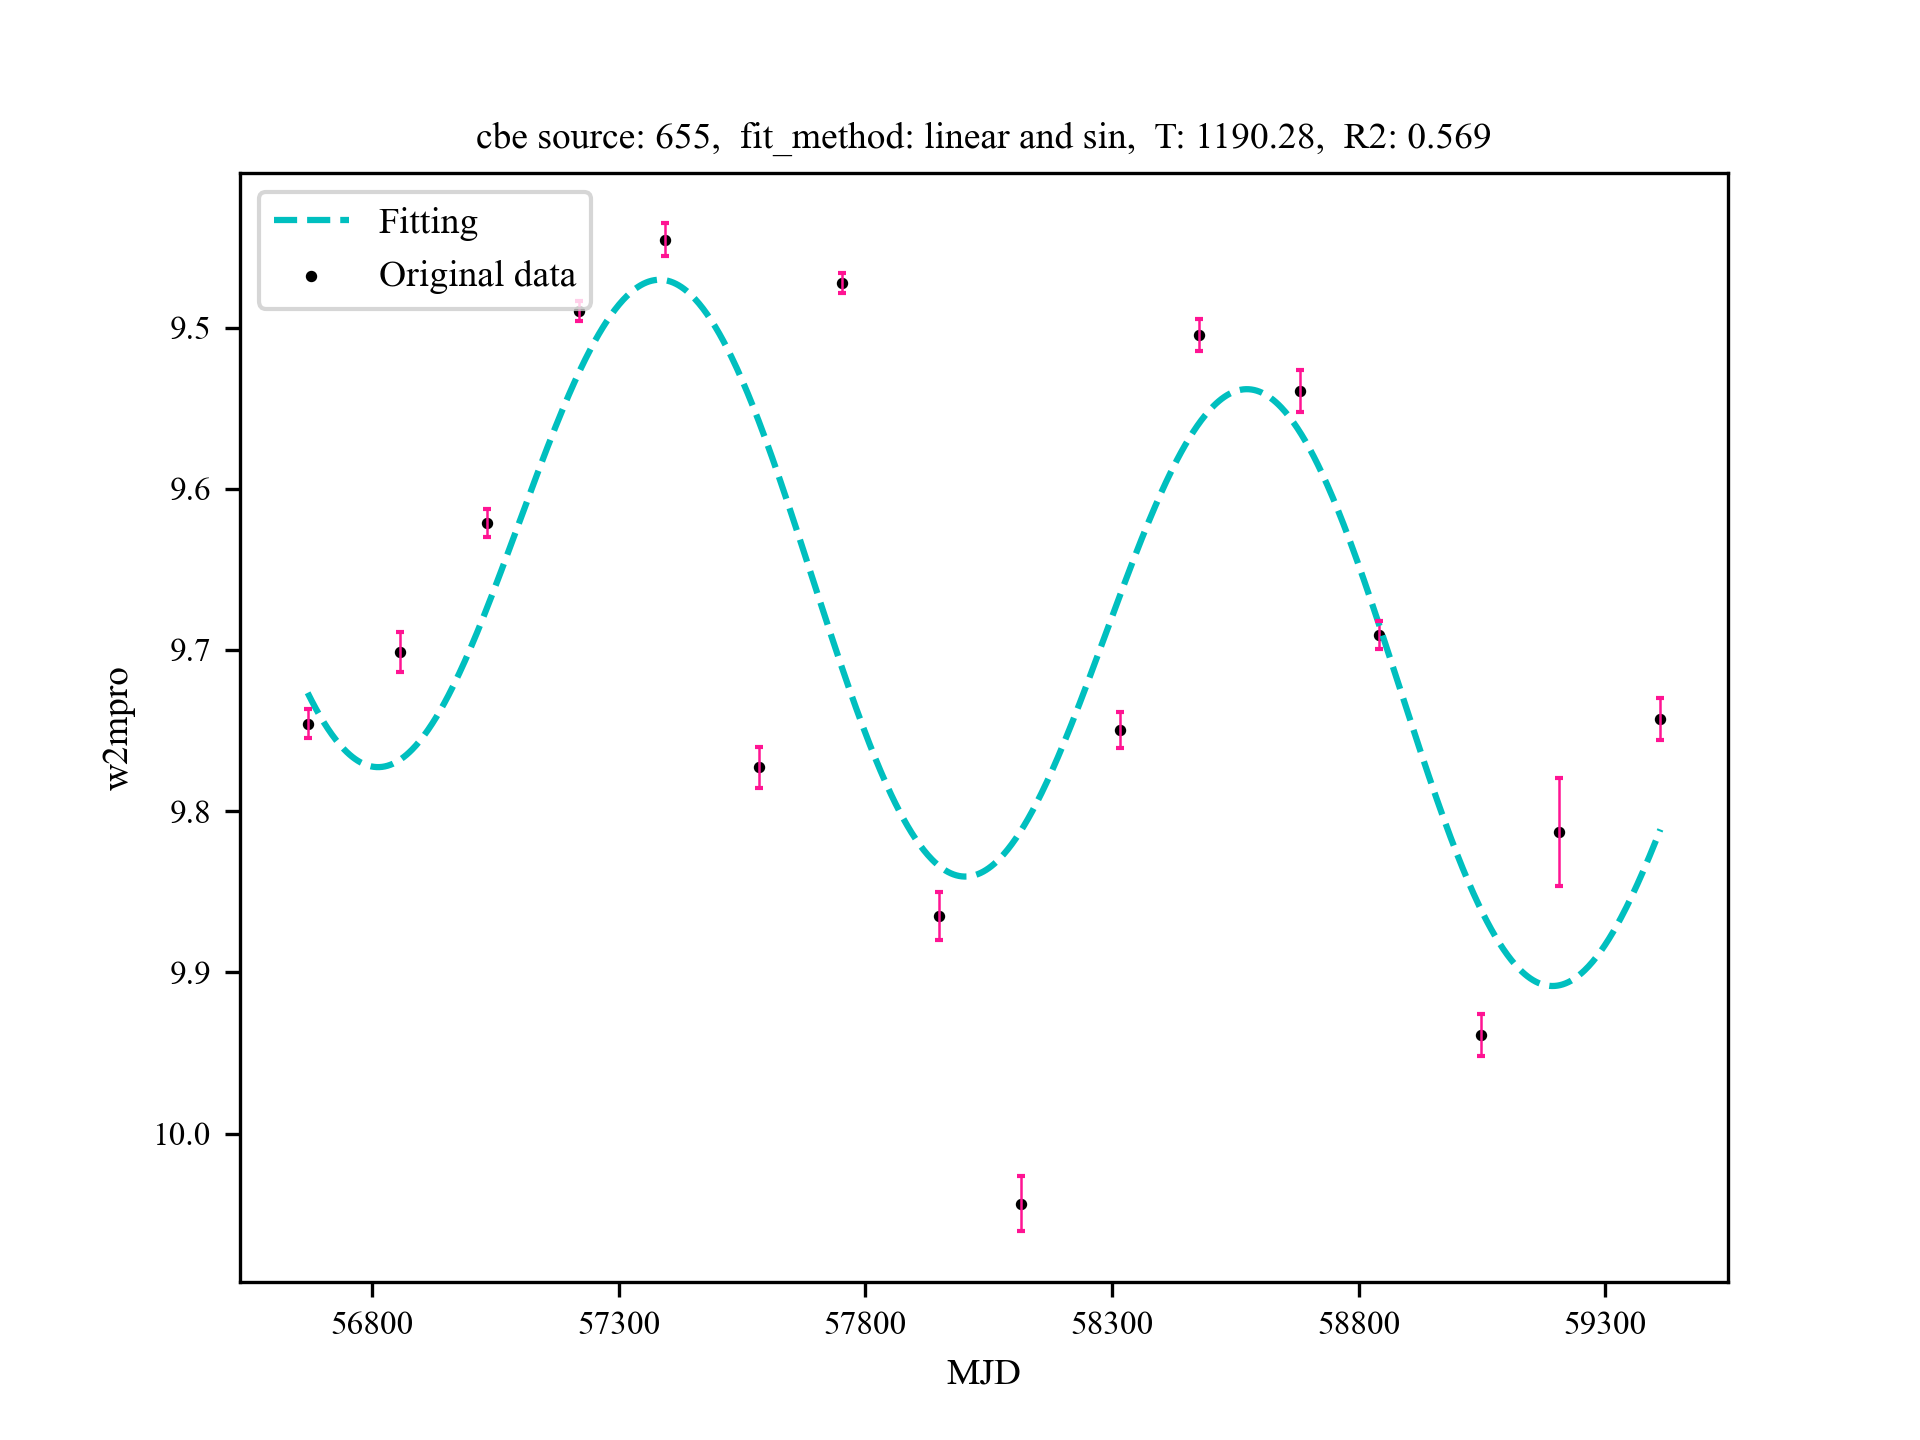 cbe source: 655,  fit_method: linear and sin,  T: 1190.28,  R2: 0.569
Fitting
Original data
9.5
9.6
9.7
9.8
9.9
10.0
w2mpro
56800
57300
57800
58300
58800
59300
MJD